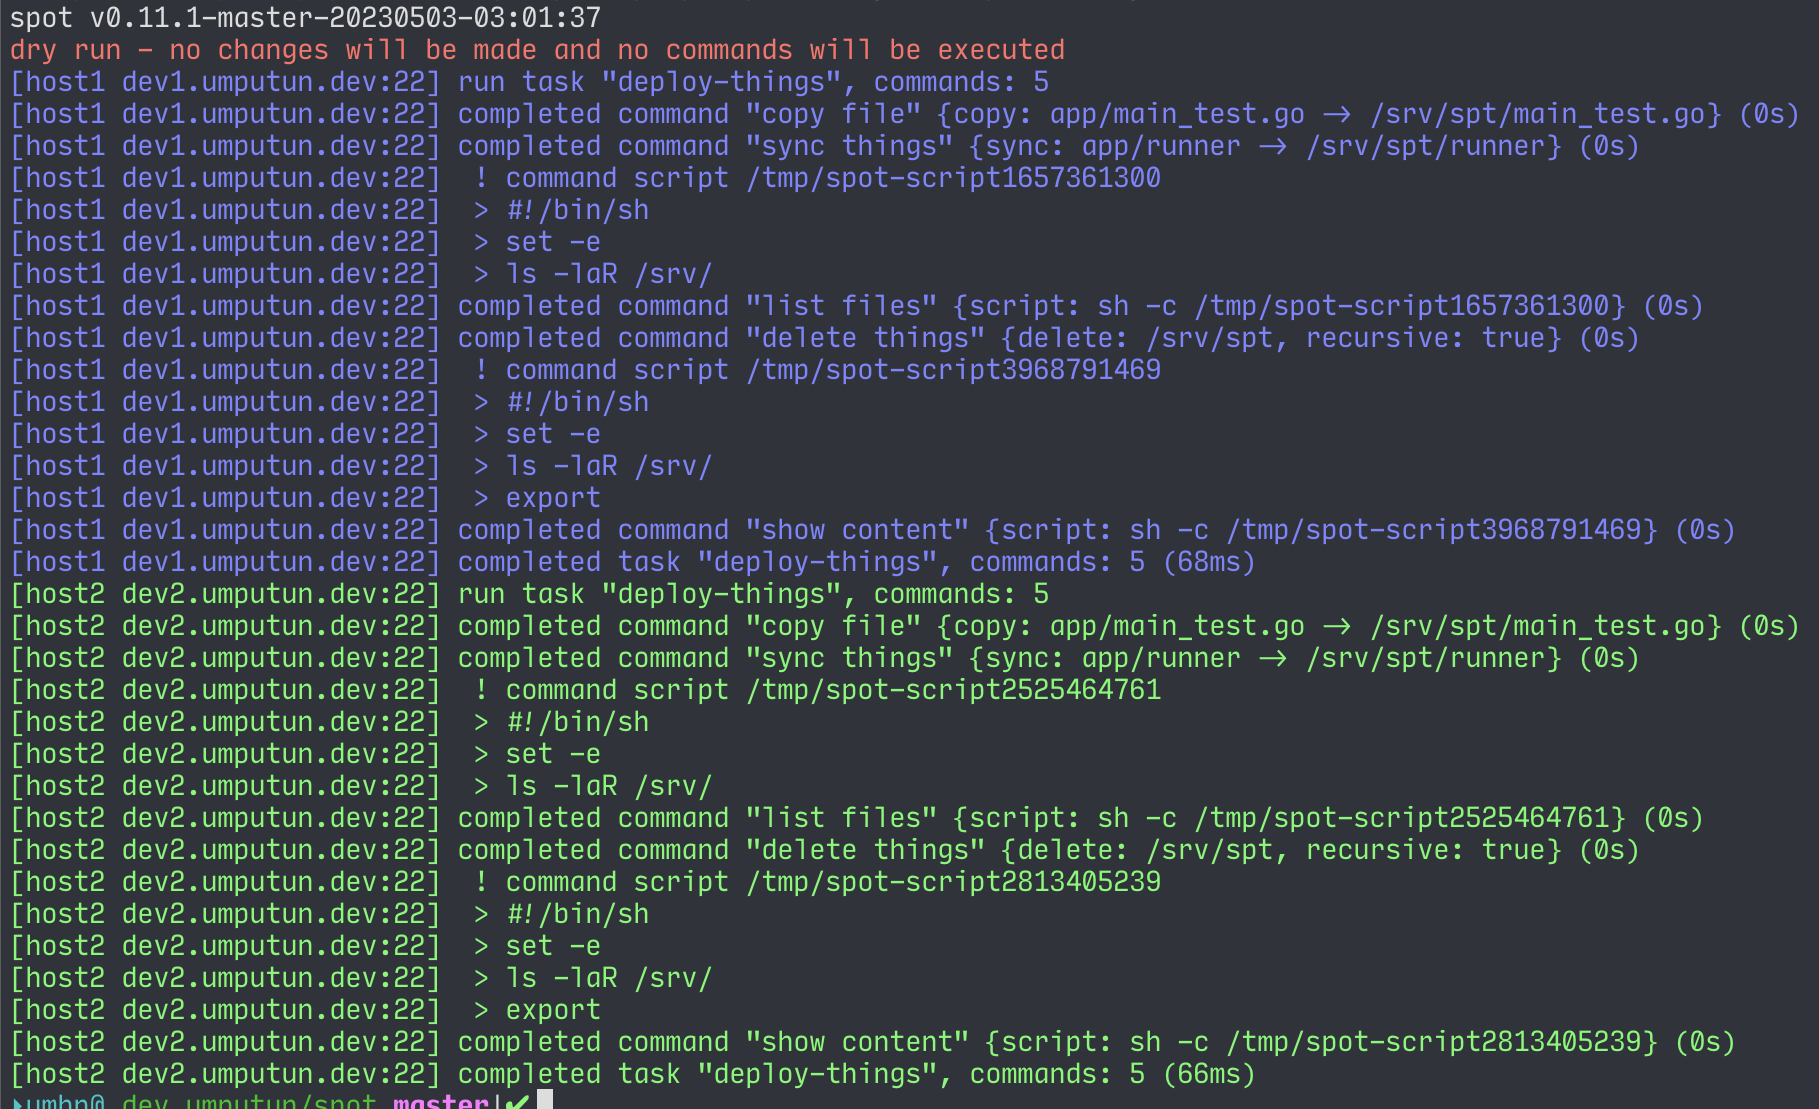 spot v0.11.1-master-20230503-03:01:37
dry run - no changes will be made and no commands will be executed
[host1 dev1.umputun.dev:22] run task "deploy-things", commands: 5
[host1 dev1.umputun.dev:22] completed command "copy file" {copy: app/main_test.go -> /srv/spt/main_test.go} (0s)
[host1 dev1.umputun.dev:22] completed command "sync things" {sync: app/runner -> /srv/spt/runner} (0s)
[host1 dev1.umputun.dev:22]  ! command script /tmp/spot-script1657361300
[host1 dev1.umputun.dev:22]  > #!/bin/sh
[host1 dev1.umputun.dev:22]  > set -e
[host1 dev1.umputun.dev:22]  > ls -laR /srv/
[host1 dev1.umputun.dev:22] completed command "list files" {script: sh -c /tmp/spot-script1657361300} (0s)
[host1 dev1.umputun.dev:22] completed command "delete things" {delete: /srv/spt, recursive: true} (0s)
[host1 dev1.umputun.dev:22]  ! command script /tmp/spot-script3968791469
[host1 dev1.umputun.dev:22]  > #!/bin/sh
[host1 dev1.umputun.dev:22]  > set -e
[host1 dev1.umputun.dev:22]  > ls -laR /srv/
[host1 dev1.umputun.dev:22]  > export
[host1 dev1.umputun.dev:22] completed command "show content" {script: sh -c /tmp/spot-script3968791469} (0s)
[host1 dev1.umputun.dev:22] completed task "deploy-things", commands: 5 (68ms)
[host2 dev2.umputun.dev:22] run task "deploy-things", commands: 5
[host2 dev2.umputun.dev:22] completed command "copy file" {copy: app/main_test.go -> /srv/spt/main_test.go} (0s)
[host2 dev2.umputun.dev:22] completed command "sync things" {sync: app/runner -> /srv/spt/runner} (0s)
[host2 dev2.umputun.dev:22]  ! command script /tmp/spot-script2525464761
[host2 dev2.umputun.dev:22]  > #!/bin/sh
[host2 dev2.umputun.dev:22]  > set -e
[host2 dev2.umputun.dev:22]  > ls -laR /srv/
[host2 dev2.umputun.dev:22] completed command "list files" {script: sh -c /tmp/spot-script2525464761} (0s)
[host2 dev2.umputun.dev:22] completed command "delete things" {delete: /srv/spt, recursive: true} (0s)
[host2 dev2.umputun.dev:22]  ! command script /tmp/spot-script2813405239
[host2 dev2.umputun.dev:22]  > #!/bin/sh
[host2 dev2.umputun.dev:22]  > set -e
[host2 dev2.umputun.dev:22]  > ls -laR /srv/
[host2 dev2.umputun.dev:22]  > export
[host2 dev2.umputun.dev:22] completed command "show content" {script: sh -c /tmp/spot-script2813405239} (0s)
[host2 dev2.umputun.dev:22] completed task "deploy-things", commands: 5 (66ms)
umbp@ dev.umputun/spot master|✔